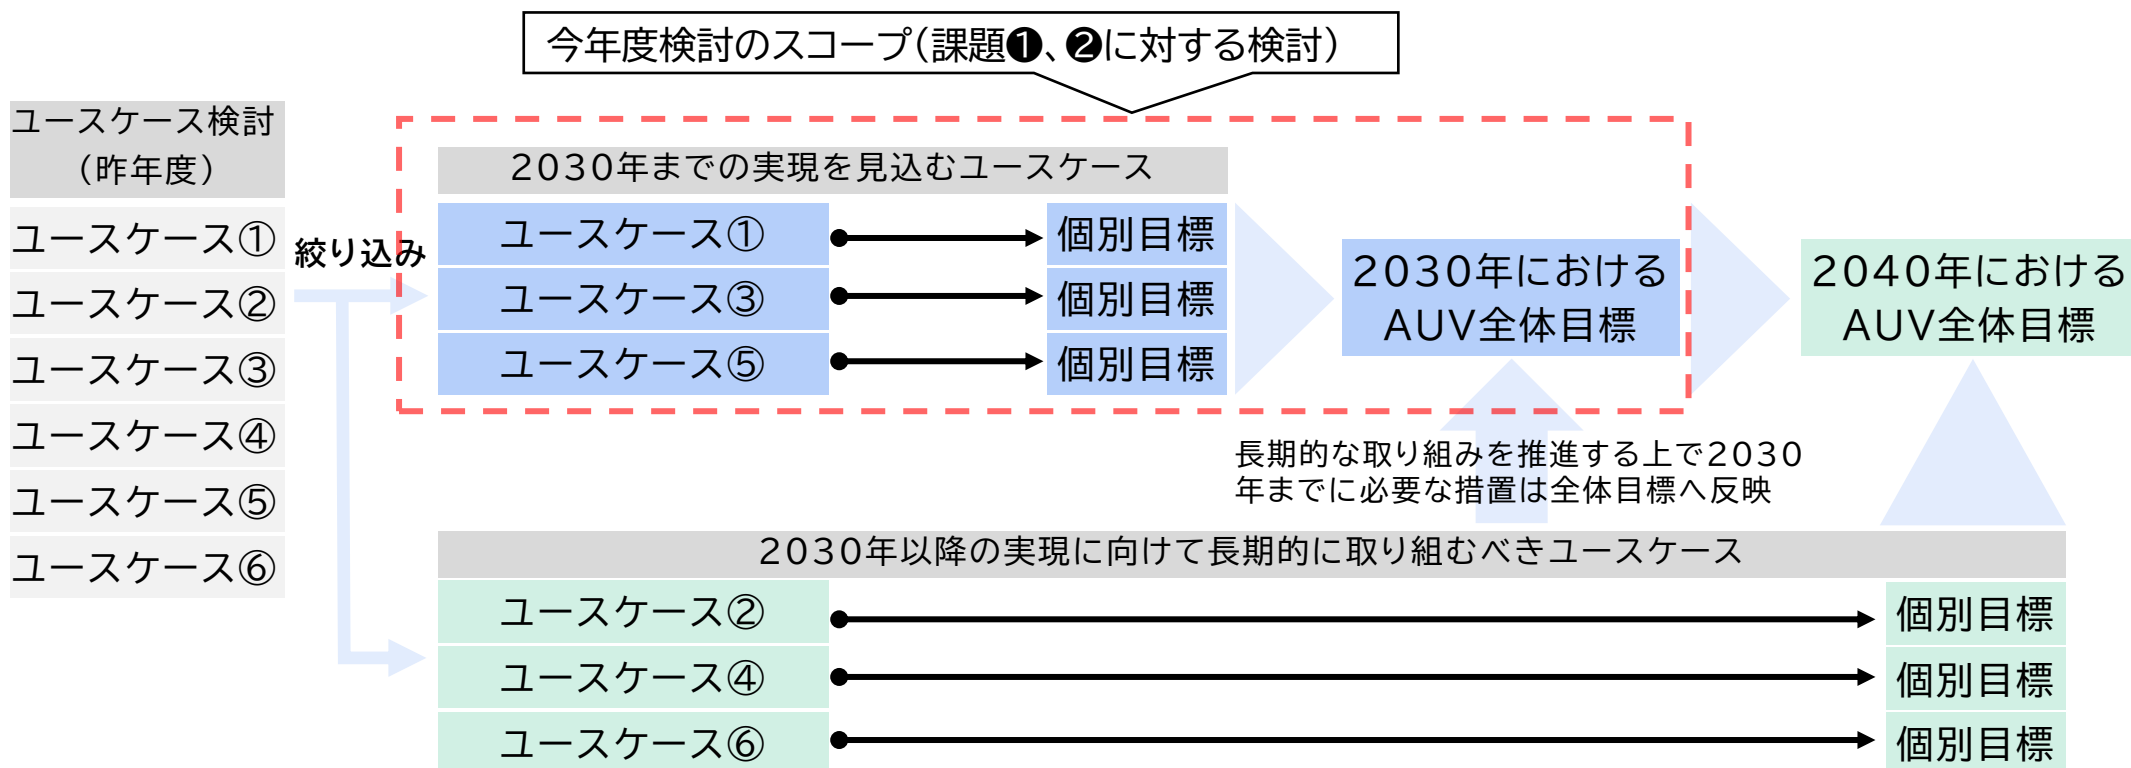 今年度検討のスコープ（課題❶、❷に対する検討）
ユースケース検討
（昨年度）
ユースケース①
ユースケース②
ユースケース③
ユースケース④
ユースケース⑤
ユースケース⑥
絞り込み
2030年までの実現を見込むユースケース
ユースケース①
個別目標
ユースケース③
個別目標
ユースケース⑤
個別目標
2030年における
AUV全体目標
2040年における
AUV全体目標
長期的な取り組みを推進する上で2030
年までに必要な措置は全体目標へ反映
2030年以降の実現に向けて長期的に取り組むべきユースケース
ユースケース②
個別目標
ユースケース④
個別目標
ユースケース⑥
個別目標